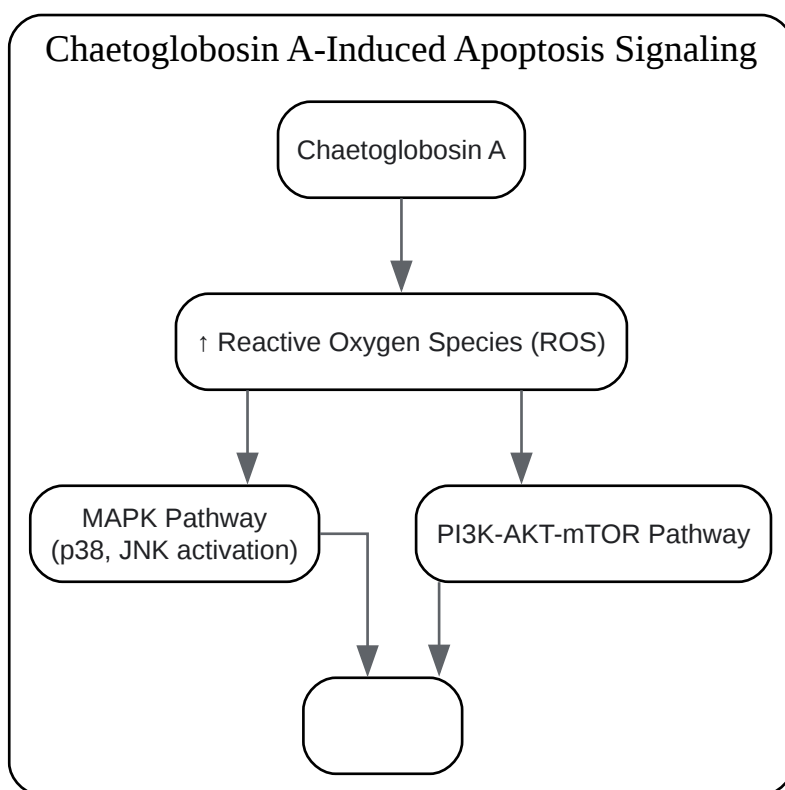 Chaetoglobosin A-Induced Apoptosis Signaling
Chaetoglobosin A
↑ Reactive Oxygen Species (ROS)
MAPK Pathway
(p38, JNK activation)
PI3K-AKT-mTOR Pathway